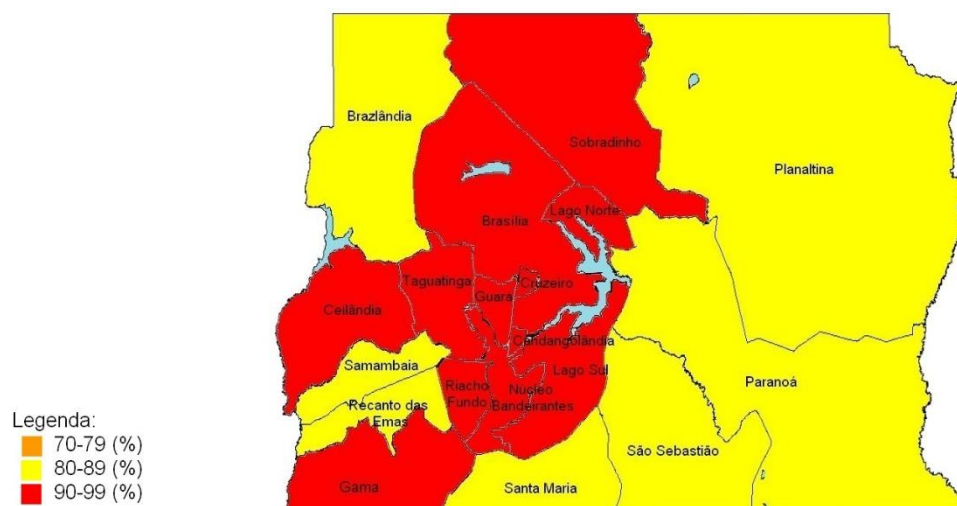 Brazlândia
Sobradinho
Planaltina
Lago Norte
Brasília
Taguatinga
Guara
Cruzeiro
Ceilândia
Candangolândia
Samambaia
Lago Sul
Riacho
Fundo
Núcleo
Bandeirantes
Paranoá
Recanto das
Emas
São Sebastião
Gama
Santa Maria
Legenda:
70-79 (%)
80-89 (%)
90-99 (%)